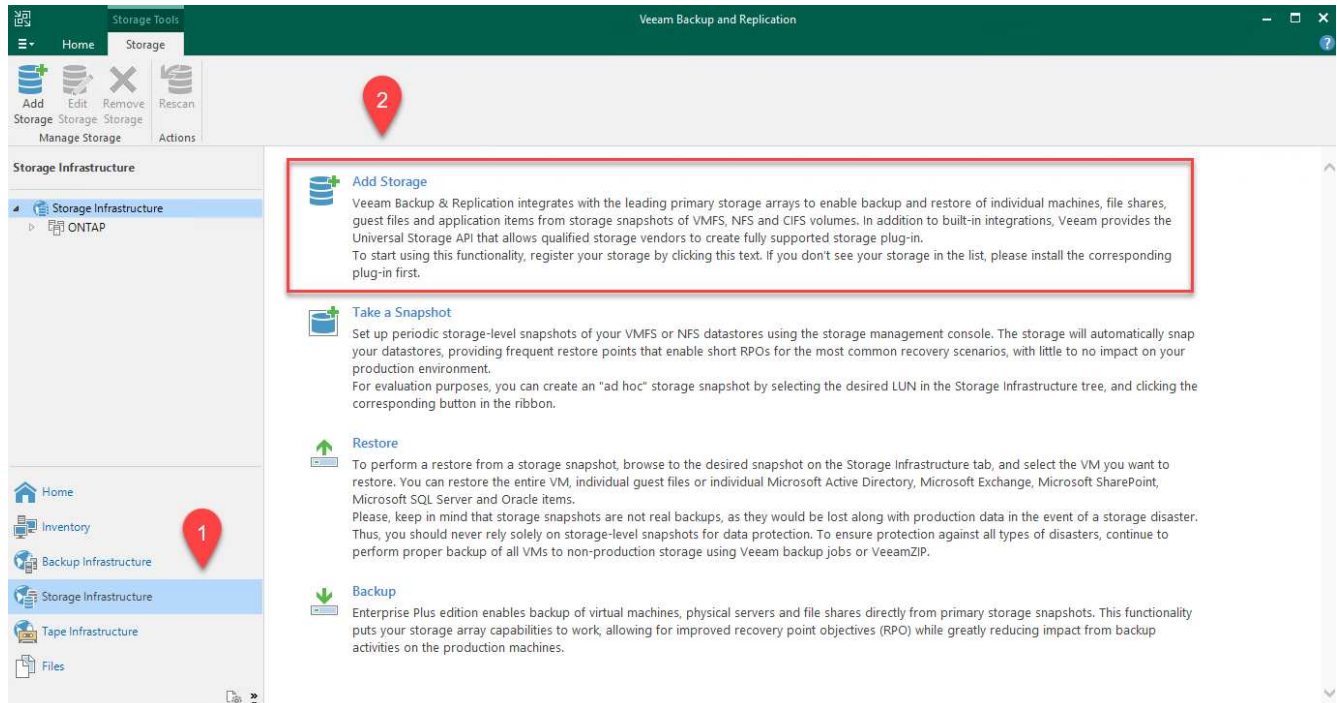 Storage Tools
Veeam Backup and Replication
Home Storage
Add Storage
Edit Storage
Remove Storage
Rescan
Manage Storage
Actions
2
Storage Infrastructure
Storage Infrastructure
ONTAP
Add Storage
Veeam Backup & Replication integrates with the leading primary storage arrays to enable backup and restore of individual machines, file shares,
guest files and application items from storage snapshots of VMFS, NFS and CIFS volumes. In addition to built-in integrations, Veeam provides the
Universal Storage API that allows qualified storage vendors to create fully supported storage plug-in.
To start using this functionality, register your storage by clicking this text. If you don't see your storage in the list, please install the corresponding
plug-in first.
Take a Snapshot
Set up periodic storage-level snapshots of your VMFS or NFS datastores using the storage management console. The storage will automatically snap
your datastores, providing frequent restore points that enable short RPOs for the most common recovery scenarios, with little to no impact on your
production environment.
For evaluation purposes, you can create an "ad hoc" storage snapshot by selecting the desired LUN in the Storage Infrastructure tree, and clicking the
corresponding button in the ribbon.
Restore
To perform a restore from a storage snapshot, browse to the desired snapshot on the Storage Infrastructure tab, and select the VM you want to
restore. You can restore the entire VM, individual guest files or individual Microsoft Active Directory, Microsoft Exchange, Microsoft SharePoint,
Microsoft SQL Server and Oracle items.
Please, keep in mind that storage snapshots are not real backups, as they would be lost along with production data in the event of a storage disaster.
Thus, you should never rely solely on storage-level snapshots for data protection. To ensure protection against all types of disasters, continue to
perform proper backup of all VMs to non-production storage using Veeam backup jobs or VeeamZIP.
Backup
Enterprise Plus edition enables backup of virtual machines, physical servers and file shares directly from primary storage snapshots. This functionality
puts your storage array capabilities to work, allowing for improved recovery point objectives (RPO) while greatly reducing impact from backup
activities on the production machines.
Home
Inventory
1
Backup Infrastructure
Storage Infrastructure
Tape Infrastructure
Files